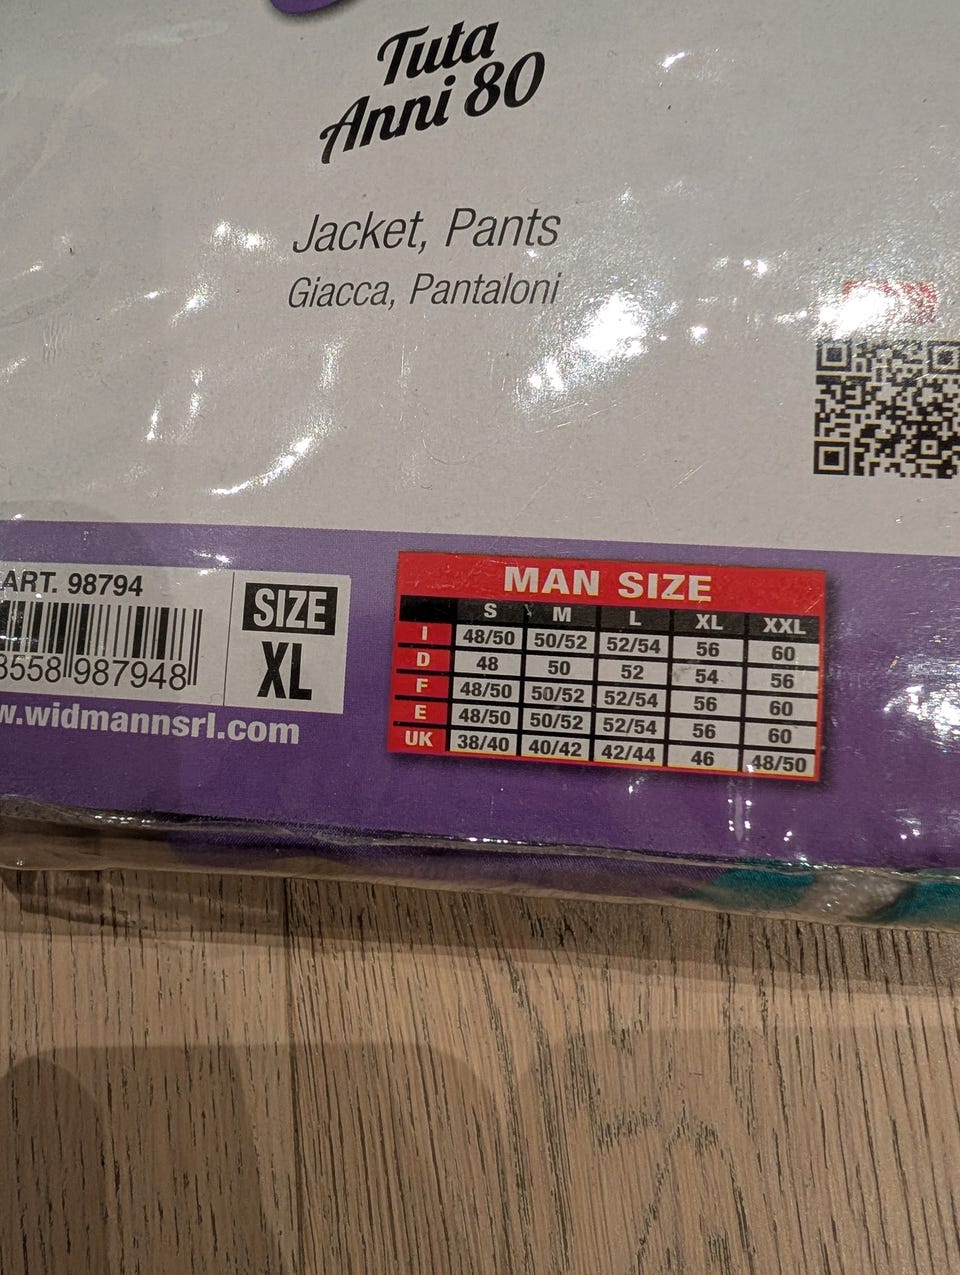 Tuta
Anni 80
Jacket, Pants
Giacca, Pantaloni
ART. 98794
SIZE
XL
3558 987948
w.widmannsrl.com
MAN SIZE
S M L XL XXL
I 48/50 50/52 52/54 56 60
D 48 50 52 54 56
F 48/50 50/52 52/54 56 60
E 48/50 50/52 52/54 56 60
UK 38/40 40/42 42/44 46 48/50